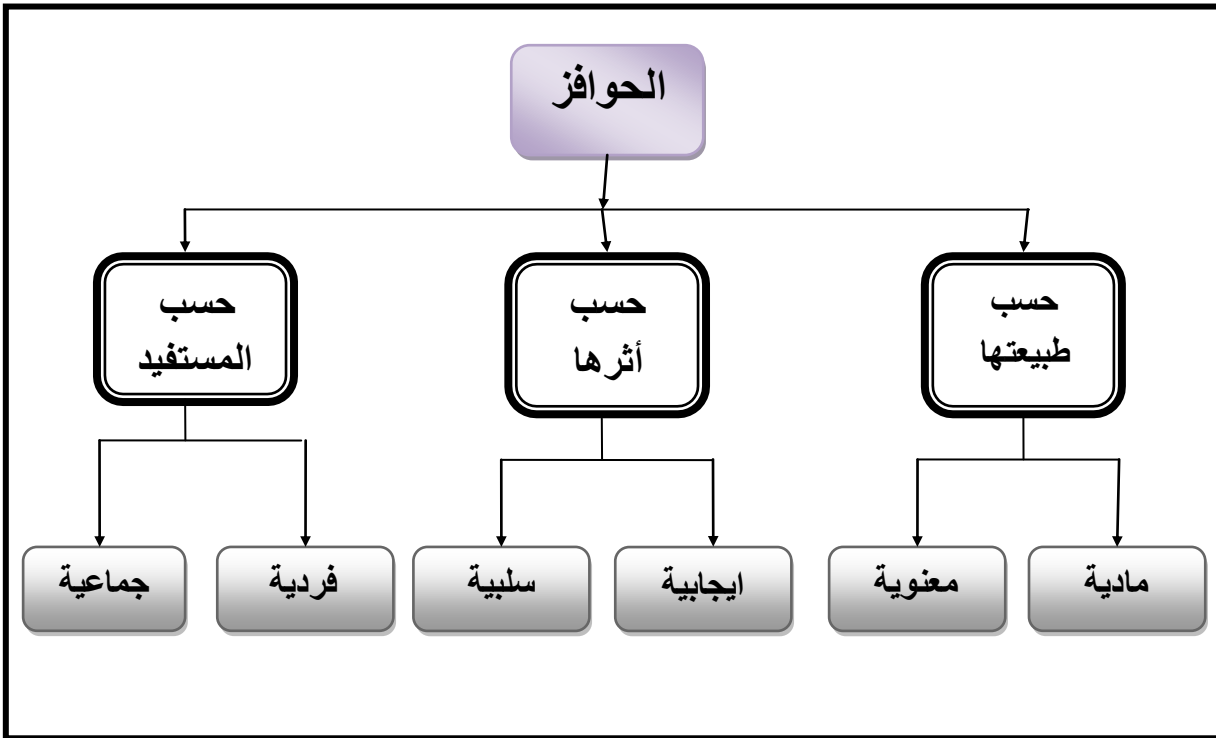 الحوافز
حسب
طبيعتها
حسب
أثرها
حسب
المستفيد
مادية
معنوية
ايجابية
سلبية
فردية
جماعية